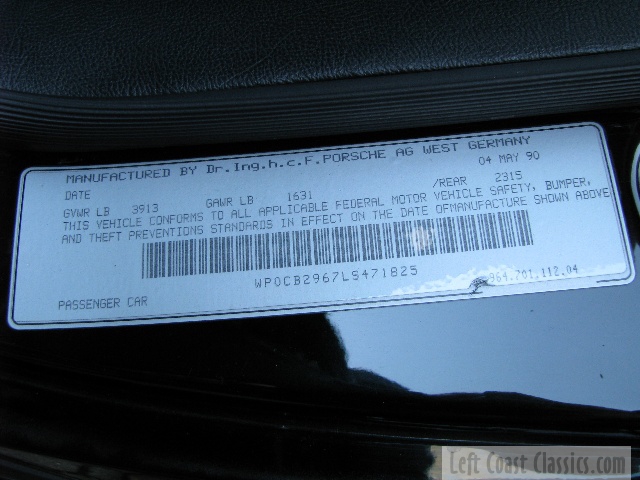 MANUFACTURED BY Dr.Ing.h.c.F.PORSCHE AG WEST GERMANY
DATE 04 MAY 90
GVWR LB 3913 GAWR LB 1631 /REAR 2315
THIS VEHICLE CONFORMS TO ALL APPLICABLE FEDERAL MOTOR VEHICLE SAFETY, BUMPER,
AND THEFT PREVENTIONS STANDARDS IN EFFECT ON THE DATE OFMANUFACTURE SHOWN ABOVE
WP0CB2967LS471825
PASSENGER CAR 964.701.112.04
Left Coast Classics.com